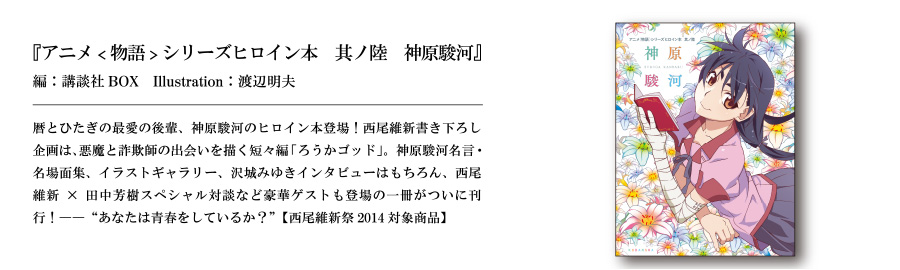 『アニメ<物語>シリーズヒロイン本　其ノ陸　神原駿河』
編：講談社BOX　Illustration：渡辺明夫
暦とひたぎの最愛の後輩、神原駿河のヒロイン本登場！西尾維新書き下ろし
企画は、悪魔と詐欺師の出会いを描く短々編「ろうかゴッド」。神原駿河名言・
名場面集、イラストギャラリー、沢城みゆきインタビューはもちろん、西尾
維新 × 田中芳樹スペシャル対談など豪華ゲストも登場の一冊がついに刊
行！―― “あなたは青春をしているか？”【西尾維新祭2014対象商品】
アニメ〈物語〉シリーズヒロイン本 其ノ陸
神原
駿河